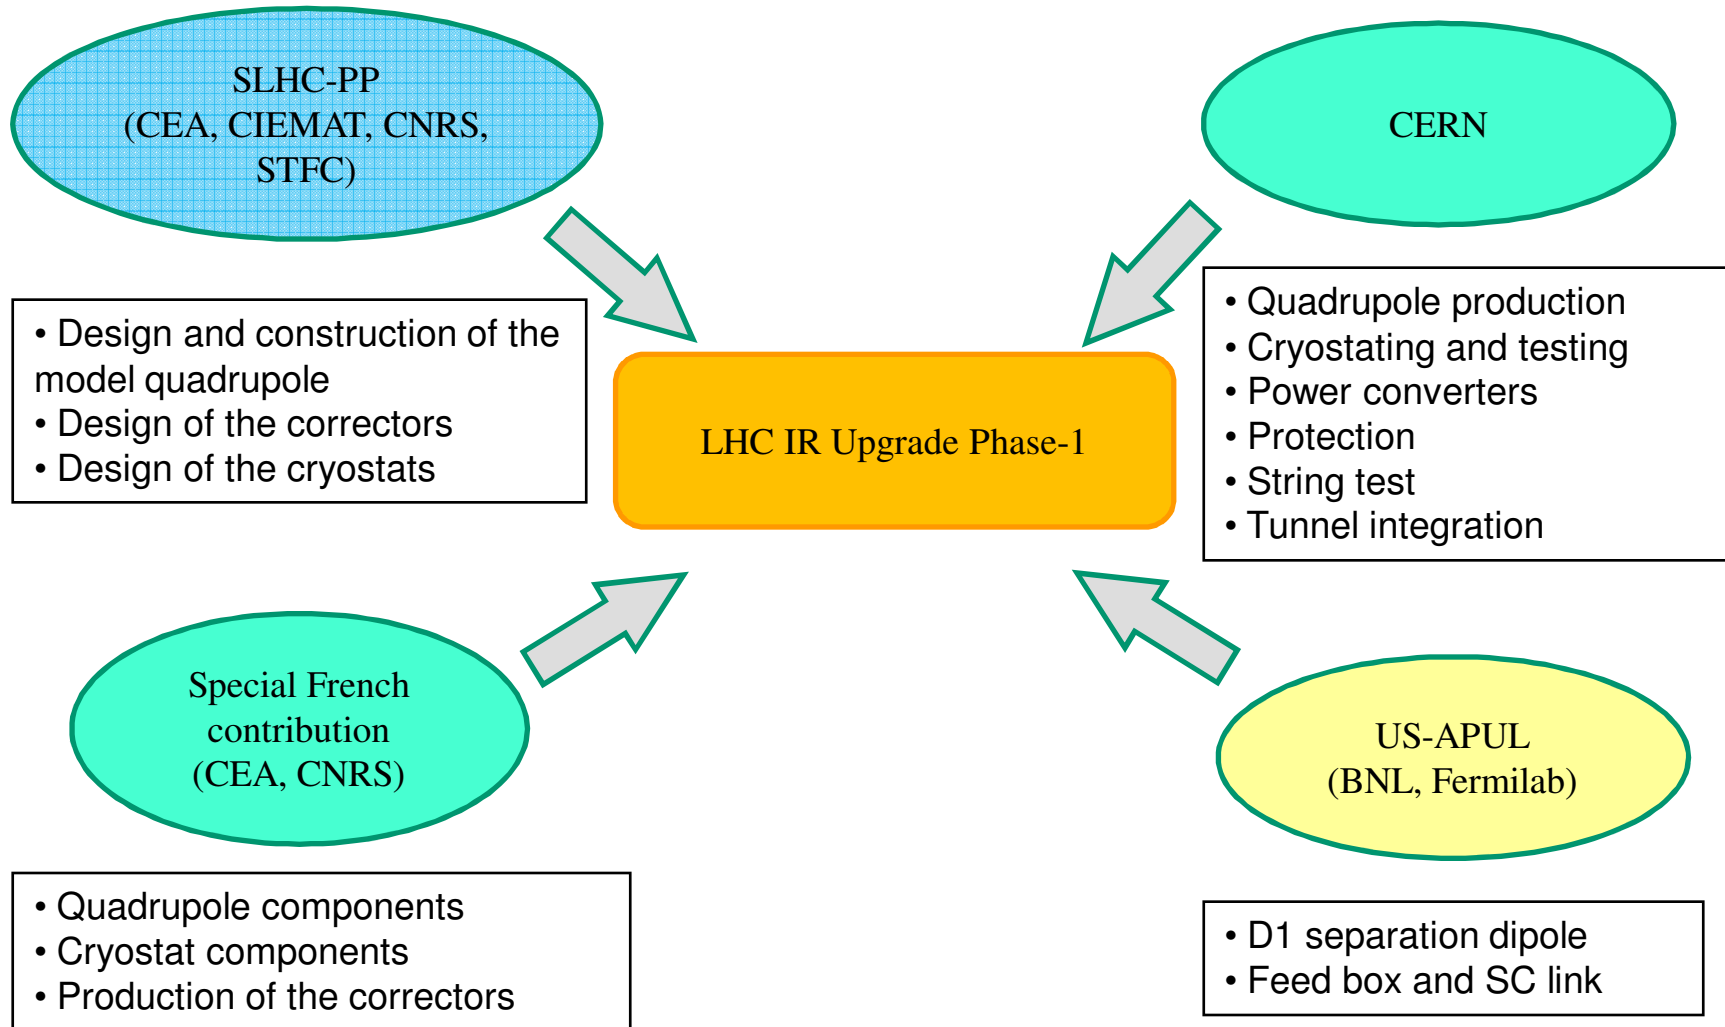 SLHC-PP
(CEA, CIEMAT, CNRS,
STFC)
CERN
• Design and construction of the
model quadrupole
• Design of the correctors
• Design of the cryostats
• Quadrupole production
• Cryostating and testing
• Power converters
• Protection
• String test
• Tunnel integration
LHC IR Upgrade Phase-1
Special French
contribution
(CEA, CNRS)
US-APUL
(BNL, Fermilab)
• Quadrupole components
• Cryostat components
• Production of the correctors
• D1 separation dipole
• Feed box and SC link